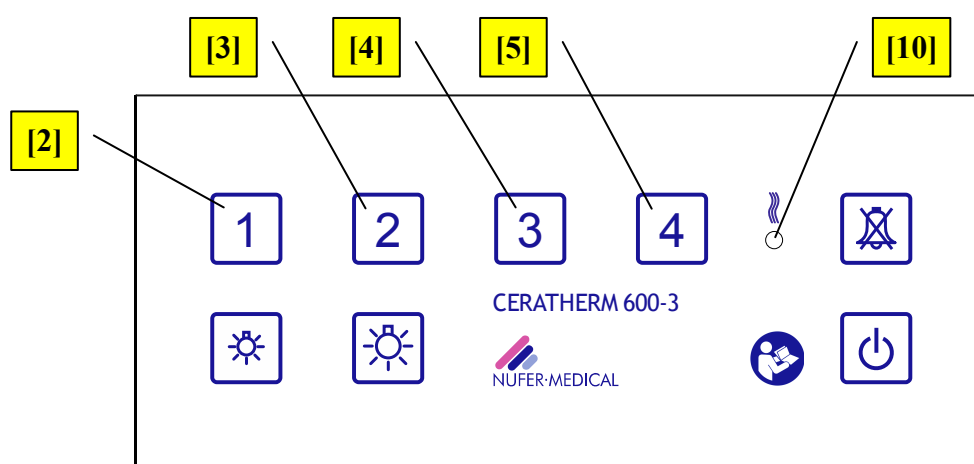 [3] [4] [5] [10]
[2]
1 2 3 4
CERATHERM 600-3
NUFER·MEDICAL